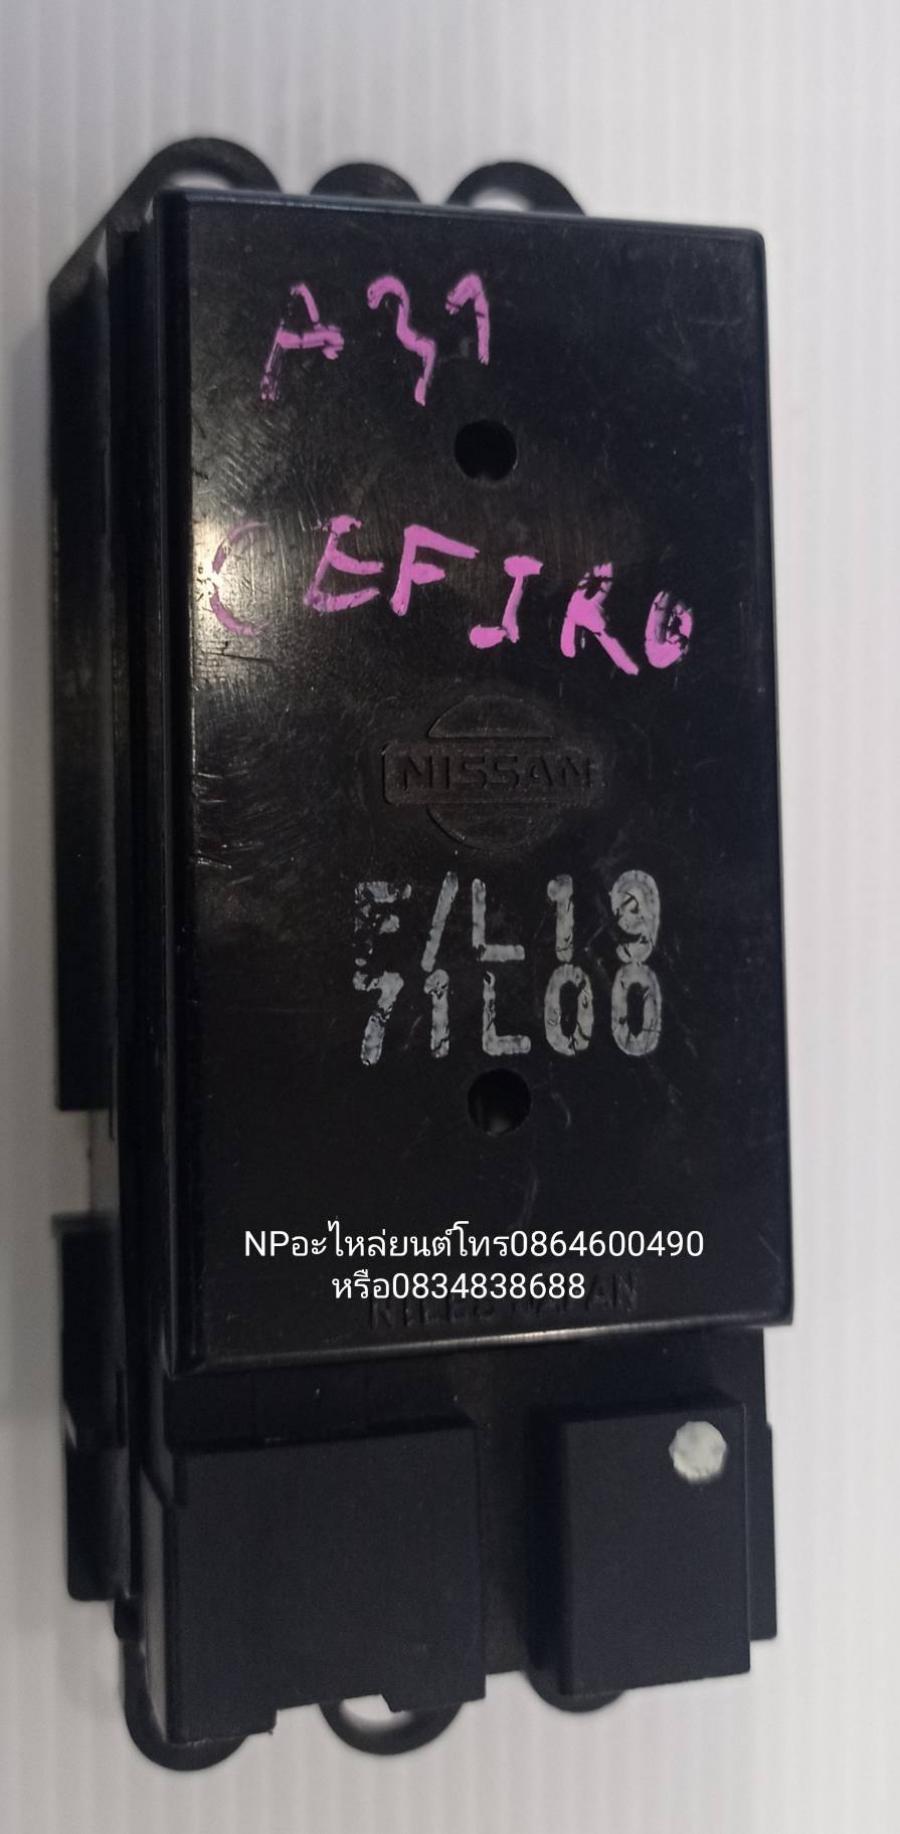 A31
CEFIRO
NISSAN
E/L19
71L00
NPอะไหล่ยนต์โทร0864600490
หรือ0834838688
NILES JAPAN